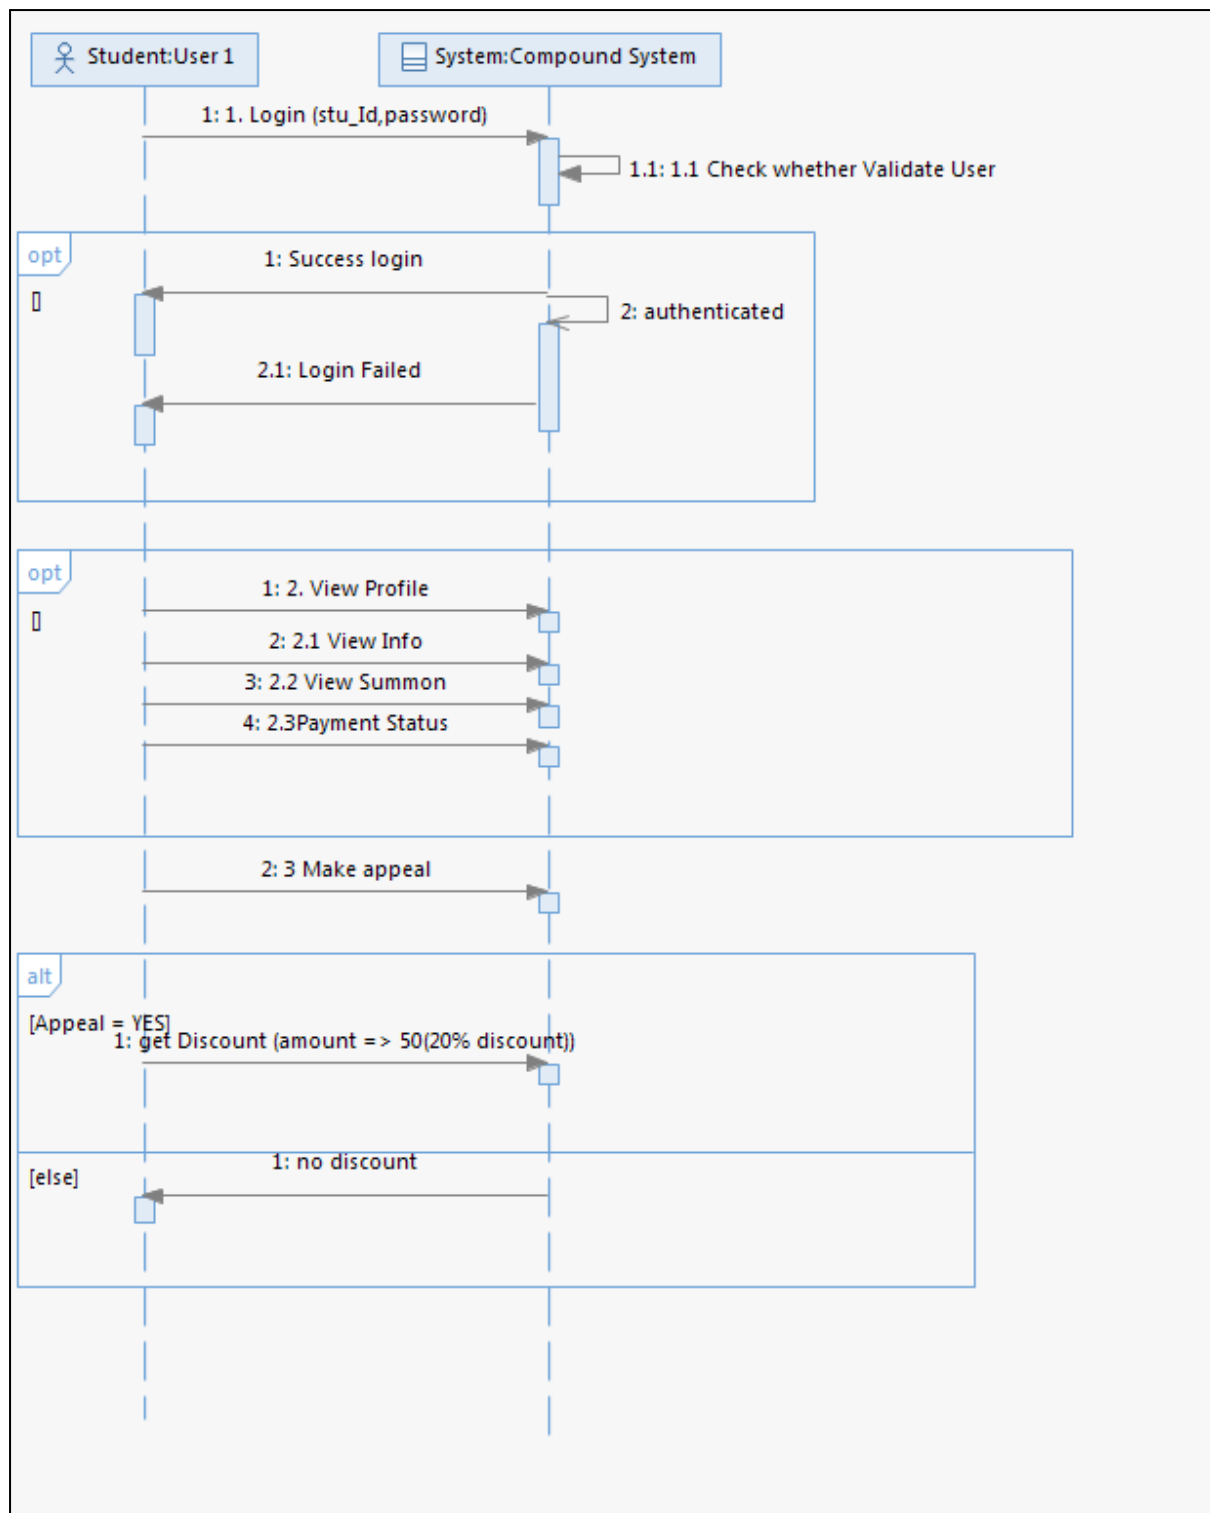 Student:User 1
System:Compound System
1: 1. Login (stu_Id,password)
1.1: 1.1 Check whether Validate User
opt
1: Success login
[]
2: authenticated
2.1: Login Failed
opt
1: 2. View Profile
[]
2: 2.1 View Info
3: 2.2 View Summon
4: 2.3Payment Status
2: 3 Make appeal
alt
[Appeal = YES]
1: get Discount (amount => 50(20% discount))
1: no discount
[else]